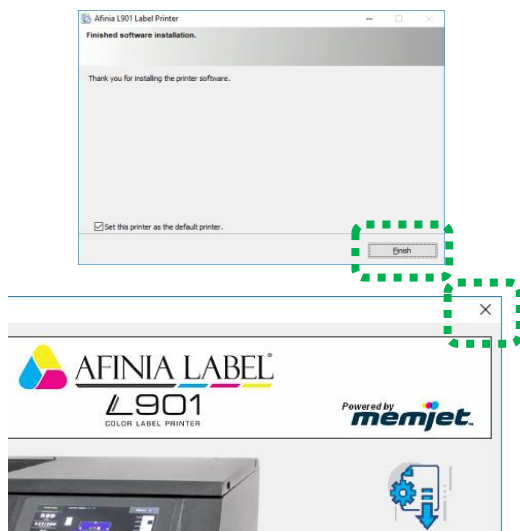 Afinia L901 Label Printer
Finished software installation.
Thank you for installing the printer software.
Set this printer as the default printer.
Finish
AFINIA LABEL®
L901
COLOR LABEL PRINTER
Powered by
memjet.